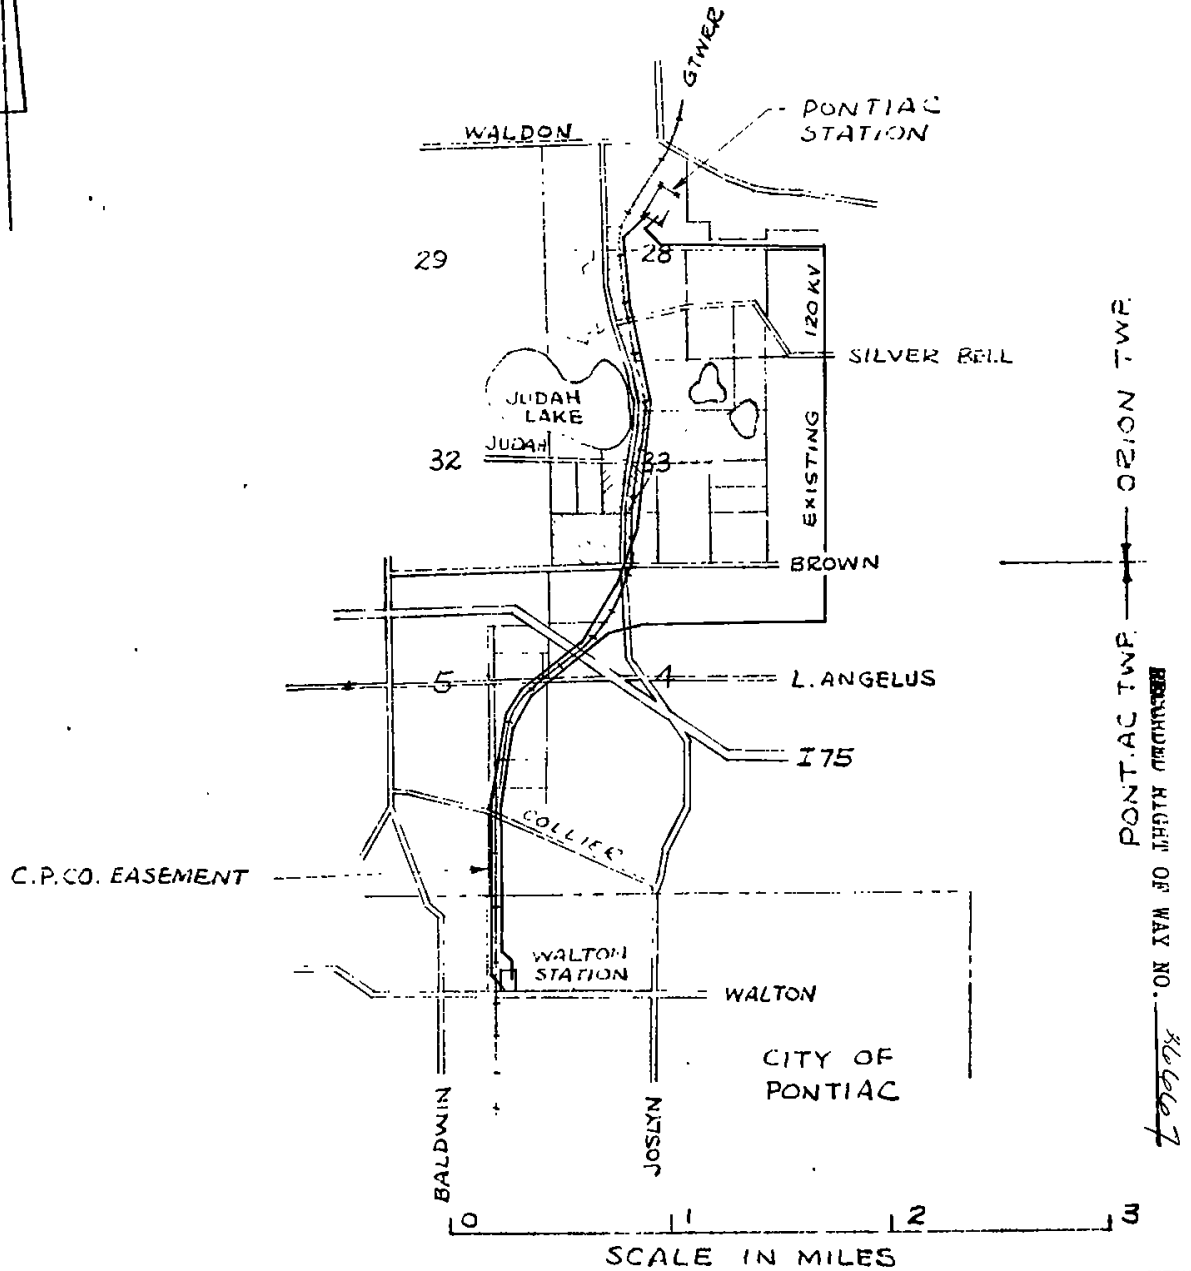 GTWRR
PONTIAC
STATION
WALDON
29
28
120 KV
SILVER BELL
JUDAH
LAKE
JUDAH
32
33
EXISTING
ORION TWP.
BROWN
PONTIAC TWP.
5
4
L. ANGELUS
I 75
COLLIER
C.P. CO. EASEMENT
WALTON
STATION
WALTON
CITY OF
PONTIAC
BALDWIN
JOSLYN
RECORDED RIGHT OF WAY NO.
0 1 2 3
SCALE IN MILES